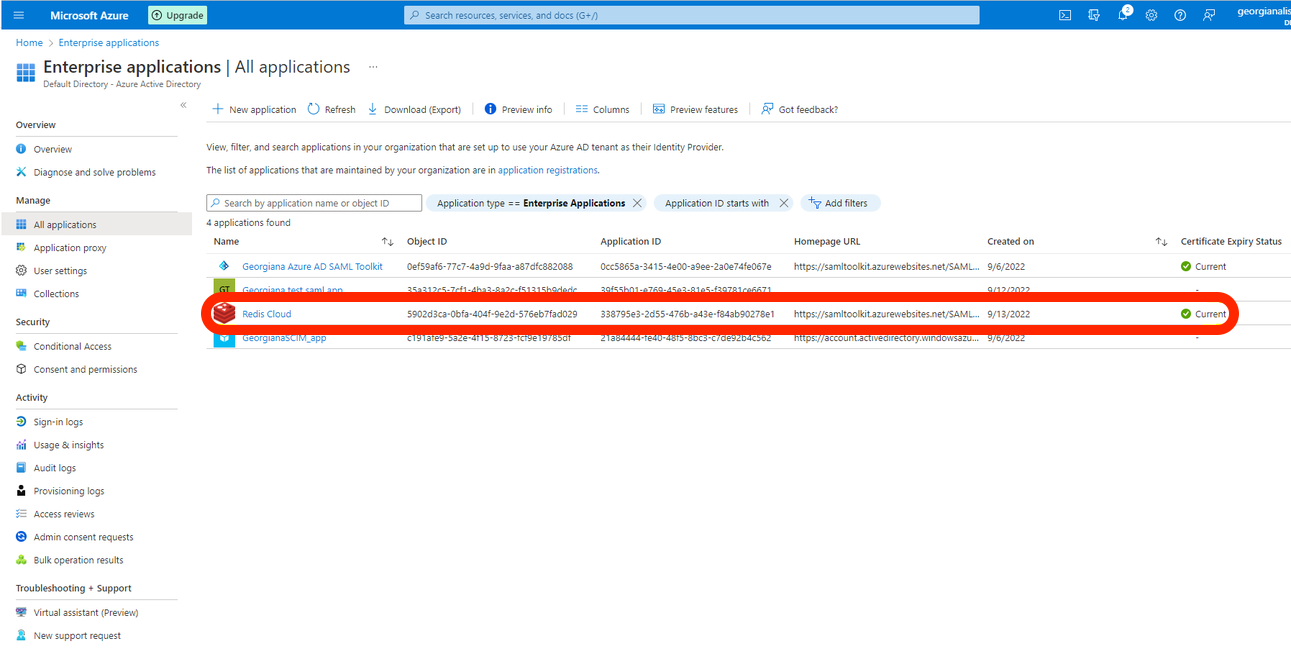 Microsoft Azure
Upgrade
Search resources, services, and docs (G+/)
2
georgianalis
Home > Enterprise applications
Enterprise applications | All applications ...
Default Directory - Azure Active Directory
«
New application
Refresh
Download (Export)
Preview info
Columns
Preview features
Got feedback?
Overview
Overview
Diagnose and solve problems
Manage
All applications
Application proxy
User settings
Collections
Security
Conditional Access
Consent and permissions
Activity
Sign-in logs
Usage & insights
Audit logs
Provisioning logs
Access reviews
Admin consent requests
Bulk operation results
Troubleshooting + Support
Virtual assistant (Preview)
New support request
View, filter, and search applications in your organization that are set up to use your Azure AD tenant as their Identity Provider.
The list of applications that are maintained by your organization are in application registrations.
Search by application name or object ID
Application type == Enterprise Applications
Application ID starts with
Add filters
4 applications found
Name Object ID Application ID Homepage URL Created on Certificate Expiry Status
Georgiana Azure AD SAML Toolkit 0ef59af6-77c7-4a9d-9faa-a87dfc882088 0cc5865a-3415-4e00-a9ee-2a0e74fe067e https://samltoolkit.azurewebsites.net/SAML... 9/6/2022 Current
GT Georgiana test saml app 35a312c5-7cf1-4ba3-8a2c-f51315b9dedc 39f55b01-e769-45e3-81e5-f39781ce6671 9/12/2022 -
Redis Cloud 5902d3ca-0bfa-404f-9e2d-576eb7fad029 338795e3-2d55-476b-a43e-f84ab90278e1 https://samltoolkit.azurewebsites.net/SAML... 9/13/2022 Current
GeorgianaSCIM_app c191afe9-5a2e-4f15-8723-fcf9e19785df 21a84444-fe40-48f5-8bc3-c7de92b4c562 https://account.activedirectory.windowsazu... 9/6/2022 -